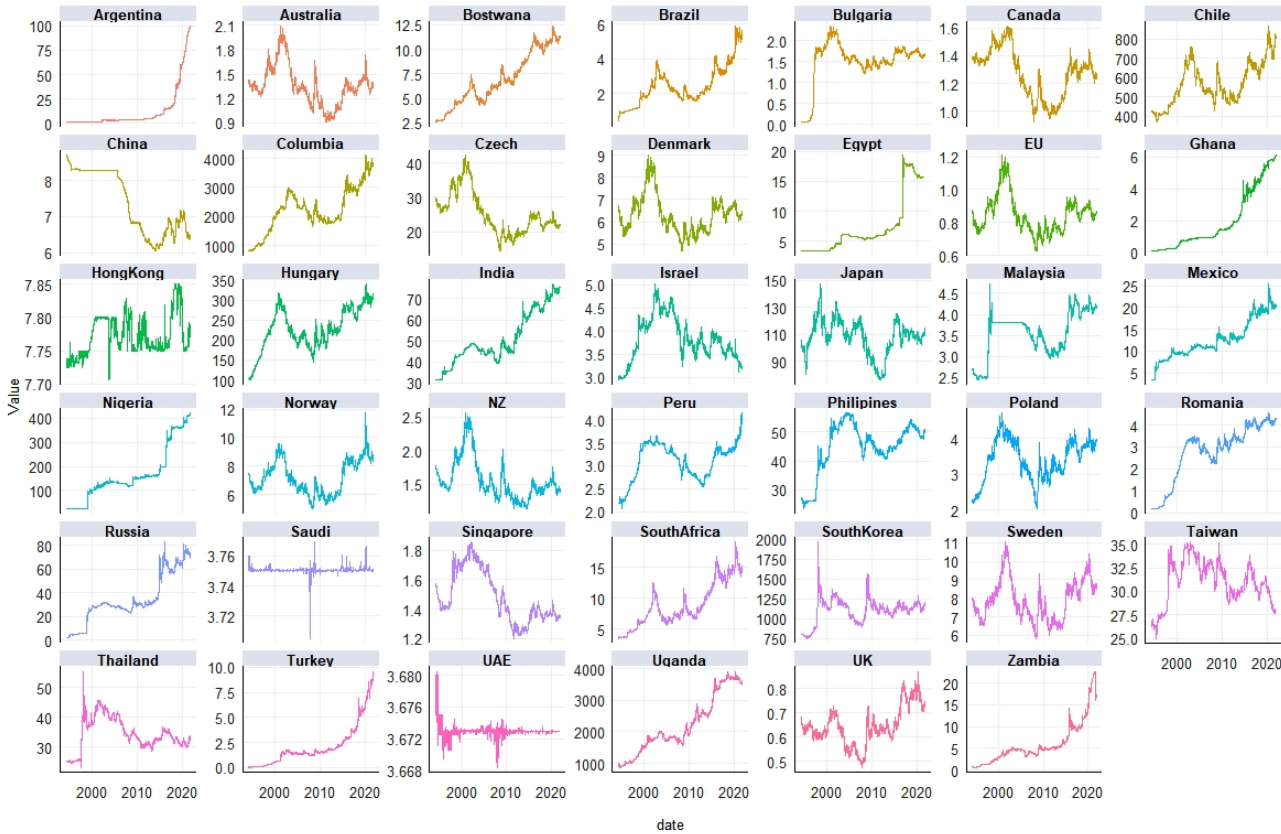 Argentina Australia Bostwana Brazil Bulgaria Canada Chile
100 2.1 12.5 6 1.6 800
75 1.8 10.0 2.0 700
50 1.5 7.5 4 1.5 1.4 600
25 1.2 5.0 1.0 1.2 500
0 0.9 2.5 2 0.5 1.0 400
0.0
China Columbia Czech Denmark Egypt EU Ghana
8 4000 40 9 20 1.2 6
3000 8 15 1.0 4
7 2000 30 7 10 0.8 2
6 1000 20 6 5 0.6 0
5
HongKong Hungary India Israel Japan Malaysia Mexico
7.85 350 70 5.0 150 4.5 25
7.80 300 60 4.5 130 4.0 20
7.75 250 50 4.0 110 3.5 15
7.70 200 40 3.5 90 3.0 10
150 30 3.0 2.5 5
100
Value
Nigeria Norway NZ Peru Philipines Poland Romania
400 12 2.5 4.0 50 4 5
300 10 2.0 3.5 40 3 4
200 8 1.5 3.0 30 2 3
100 6 2.5 2
2.0 1
0
Russia Saudi Singapore SouthAfrica SouthKorea Sweden Taiwan
80 3.76 1.8 15 2000 11 35.0
60 3.74 1.6 10 1750 10 32.5
40 3.72 1.4 5 1500 9 30.0
20 1.2 1250 8 27.5
0 1000 7 25.0
750 6
2000 2010 2020
Thailand Turkey UAE Uganda UK Zambia
50 10.0 3.680 4000 0.8 20
40 7.5 3.676 3000 0.7 15
30 5.0 3.672 2000 0.6 10
2.5 3.668 1000 0.5 5
0.0 0
2000 2010 2020 2000 2010 2020 2000 2010 2020 2000 2010 2020 2000 2010 2020 2000 2010 2020
date